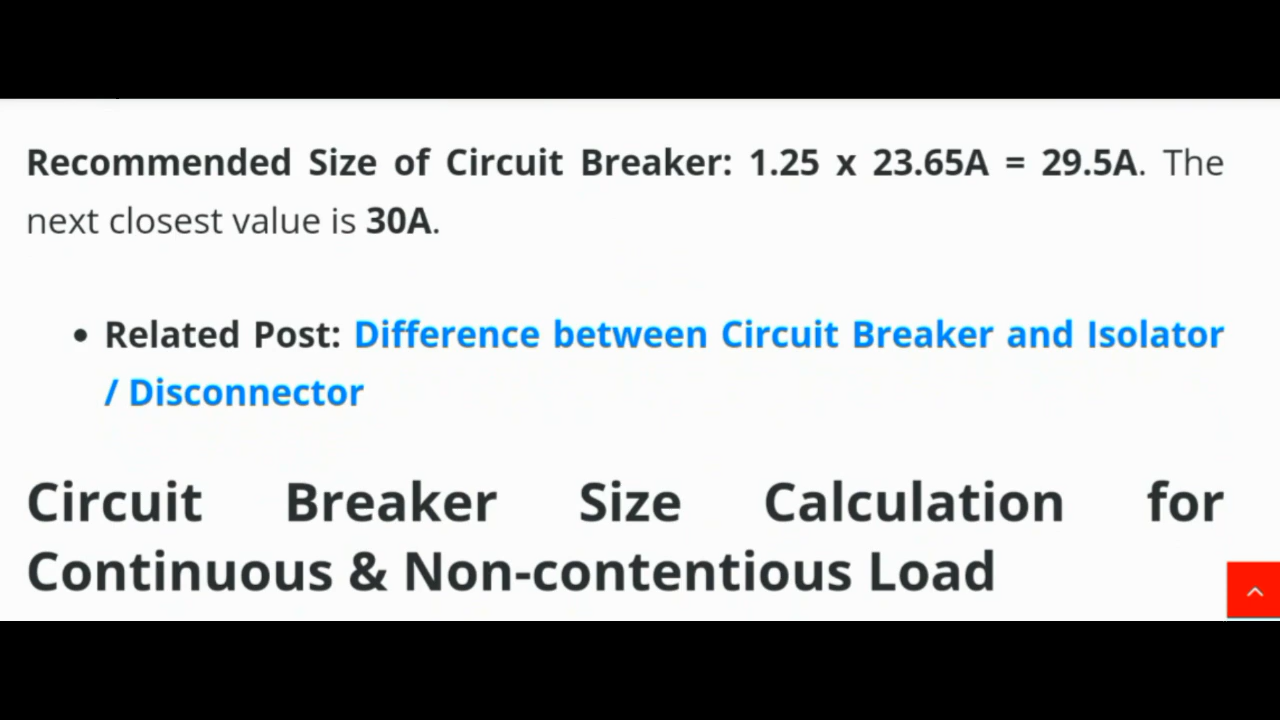 Recommended Size of Circuit Breaker: 1.25 x 23.65A = 29.5A. The
next closest value is 30A.
• Related Post: Difference between Circuit Breaker and Isolator
/ Disconnector
Circuit Breaker Size Calculation for
Continuous & Non-contentious Load